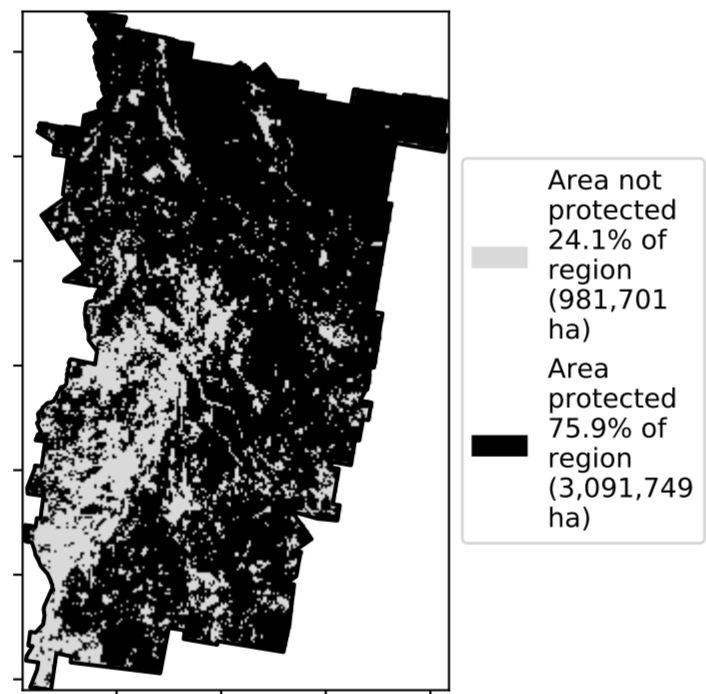 Area not
protected
24.1% of
region
(981,701
ha)
Area
protected
75.9% of
region
(3,091,749
ha)